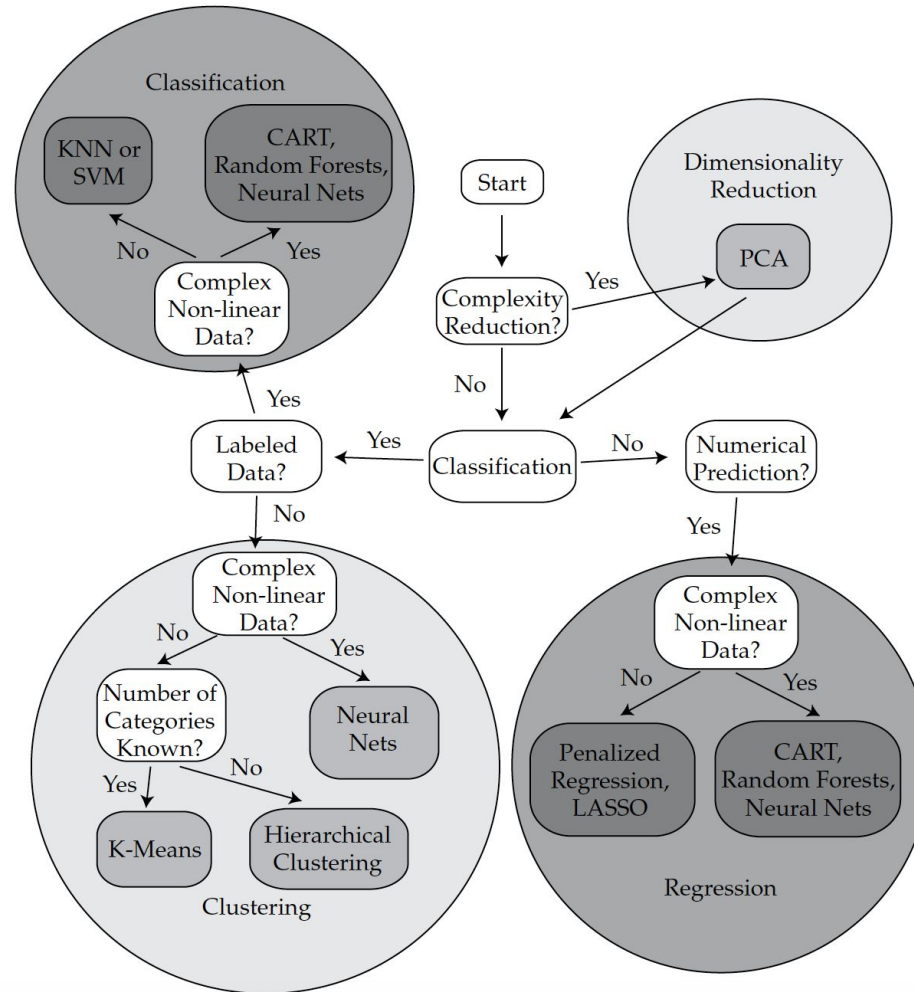 Classification
KNN or
SVM
CART,
Random Forests,
Neural Nets
No
Yes
Complex
Non-linear
Data?
Start
Dimensionality
Reduction
PCA
Complexity
Reduction?
Yes
No
Yes
Labeled
Data?
Yes
Classification
No
Numerical
Prediction?
No
Yes
Complex
Non-linear
Data?
No
Yes
Number of
Categories
Known?
Neural
Nets
Yes
No
K-Means
Hierarchical
Clustering
Clustering
Complex
Non-linear
Data?
No
Yes
Penalized
Regression,
LASSO
CART,
Random Forests,
Neural Nets
Regression